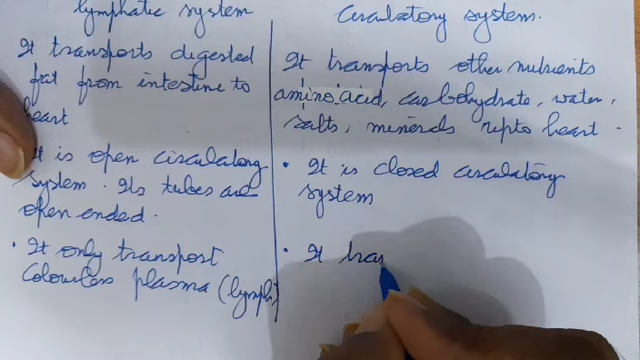 lymphatic system
It transports digested
fat from intestine to
heart
It is open circulatory
system. Its tubes are
open ended.
• It only transport
Colourless plasma (lymph)
Circulatory system.
It transports other nutrients
amino acid, carbohydrate, water,
salts, minerals upto heart.
• It is closed circulatory
system
• It tra